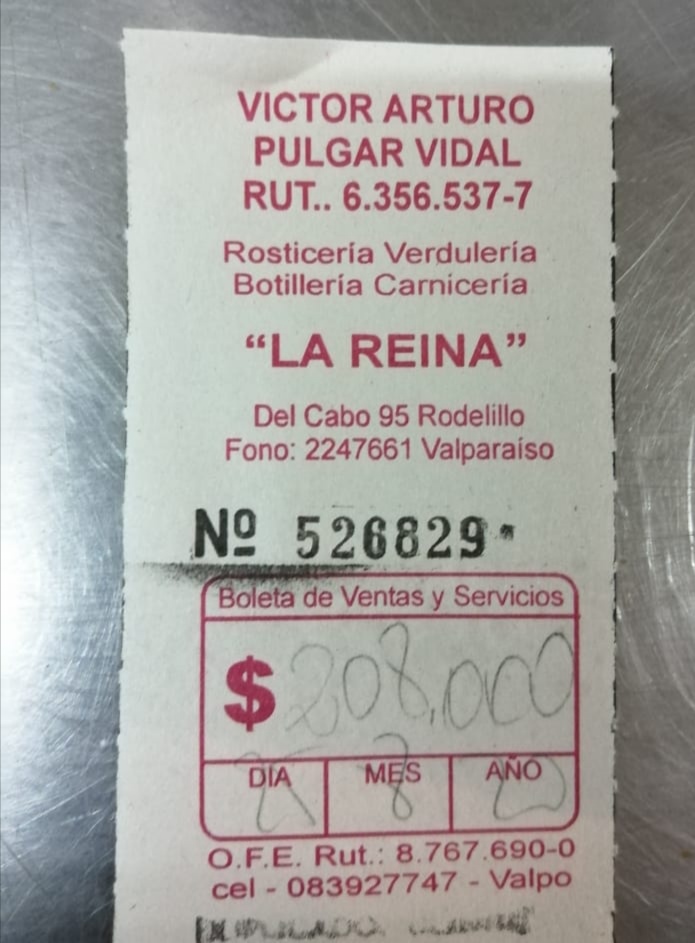 VICTOR ARTURO
PULGAR VIDAL
RUT.. 6.356.537-7
Rosticería Verdulería
Botillería Carnicería
“LA REINA”
Del Cabo 95 Rodelillo
Fono: 2247661 Valparaíso
Nº 526829
Boleta de Ventas y Servicios
$ 208.000
DIA MES AÑO
25 8 20
O.F.E. Rut.: 8.767.690-0
cel - 083927747 - Valpo